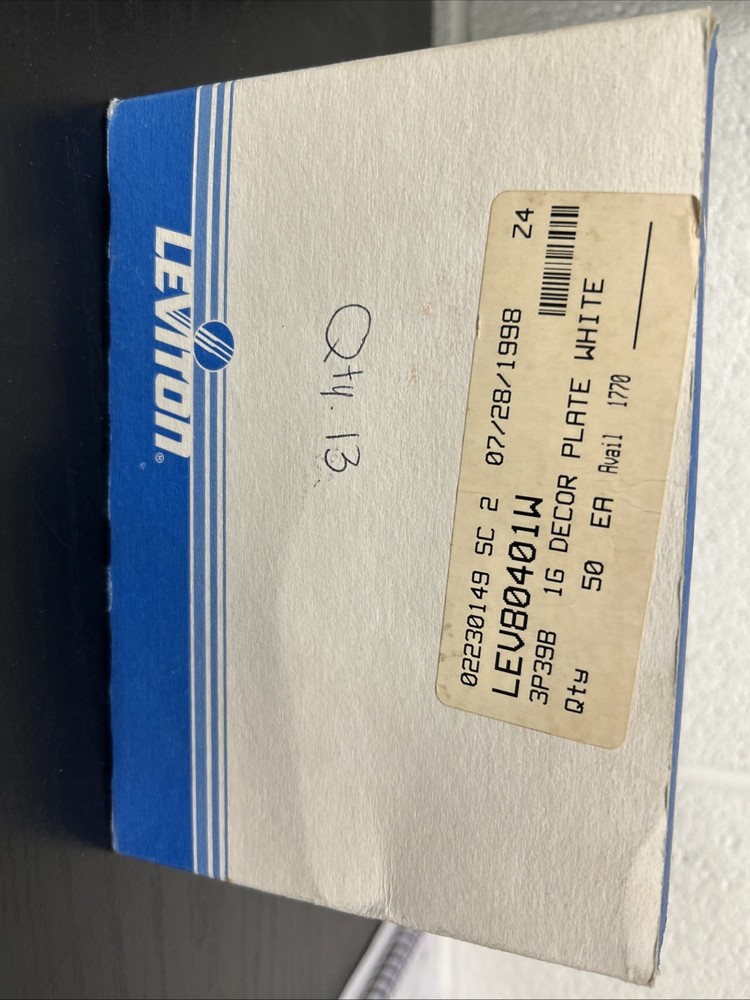 LEVITON®
Qty. 13
02230149 SC 2 07/28/1998 Z4
LEV80401W
3P39B 1G DECOR PLATE WHITE
Qty 50 EA Avail 1770